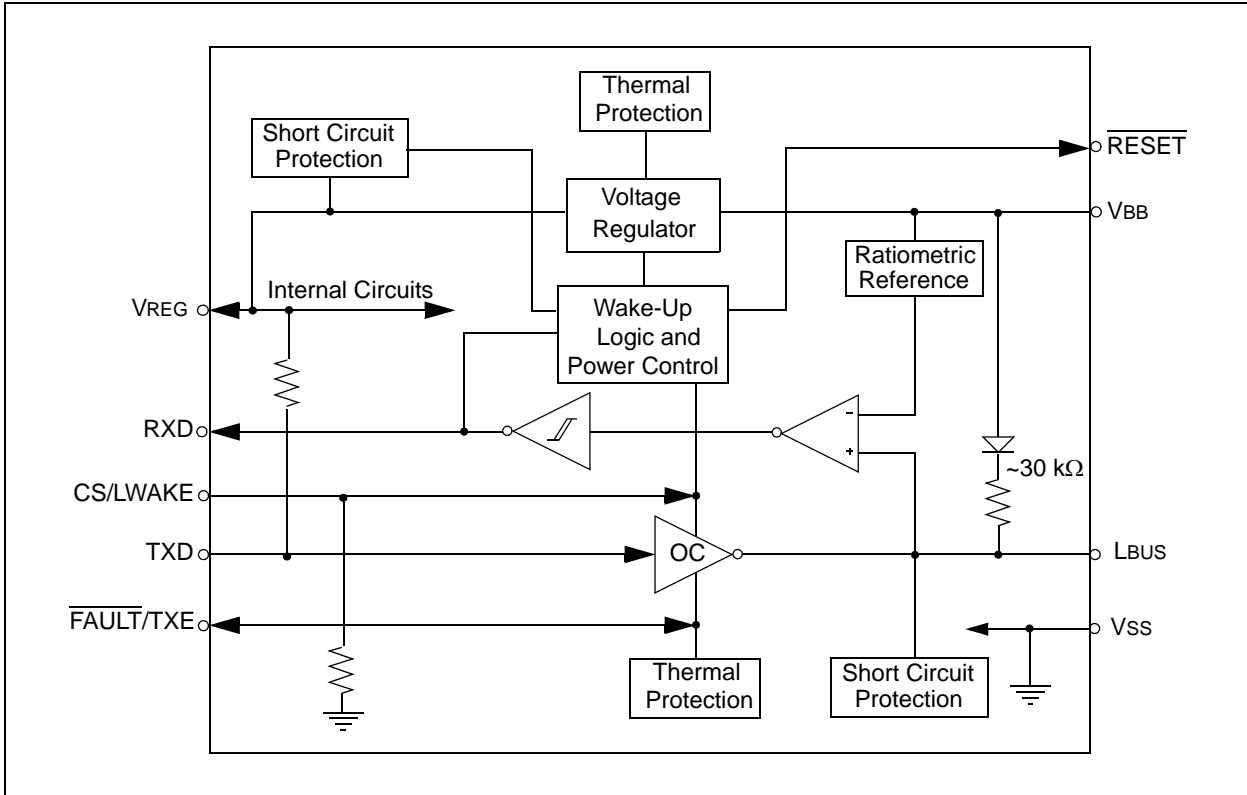 Thermal
Protection
Short Circuit
Protection
RESET
Voltage
Regulator
VBB
Ratiometric
Reference
Internal Circuits
VREG
Wake-Up
Logic and
Power Control
RXD
-
+
~30 kΩ
CS/LWAKE
TXD
OC
LBUS
FAULT/TXE
VSS
Thermal
Protection
Short Circuit
Protection